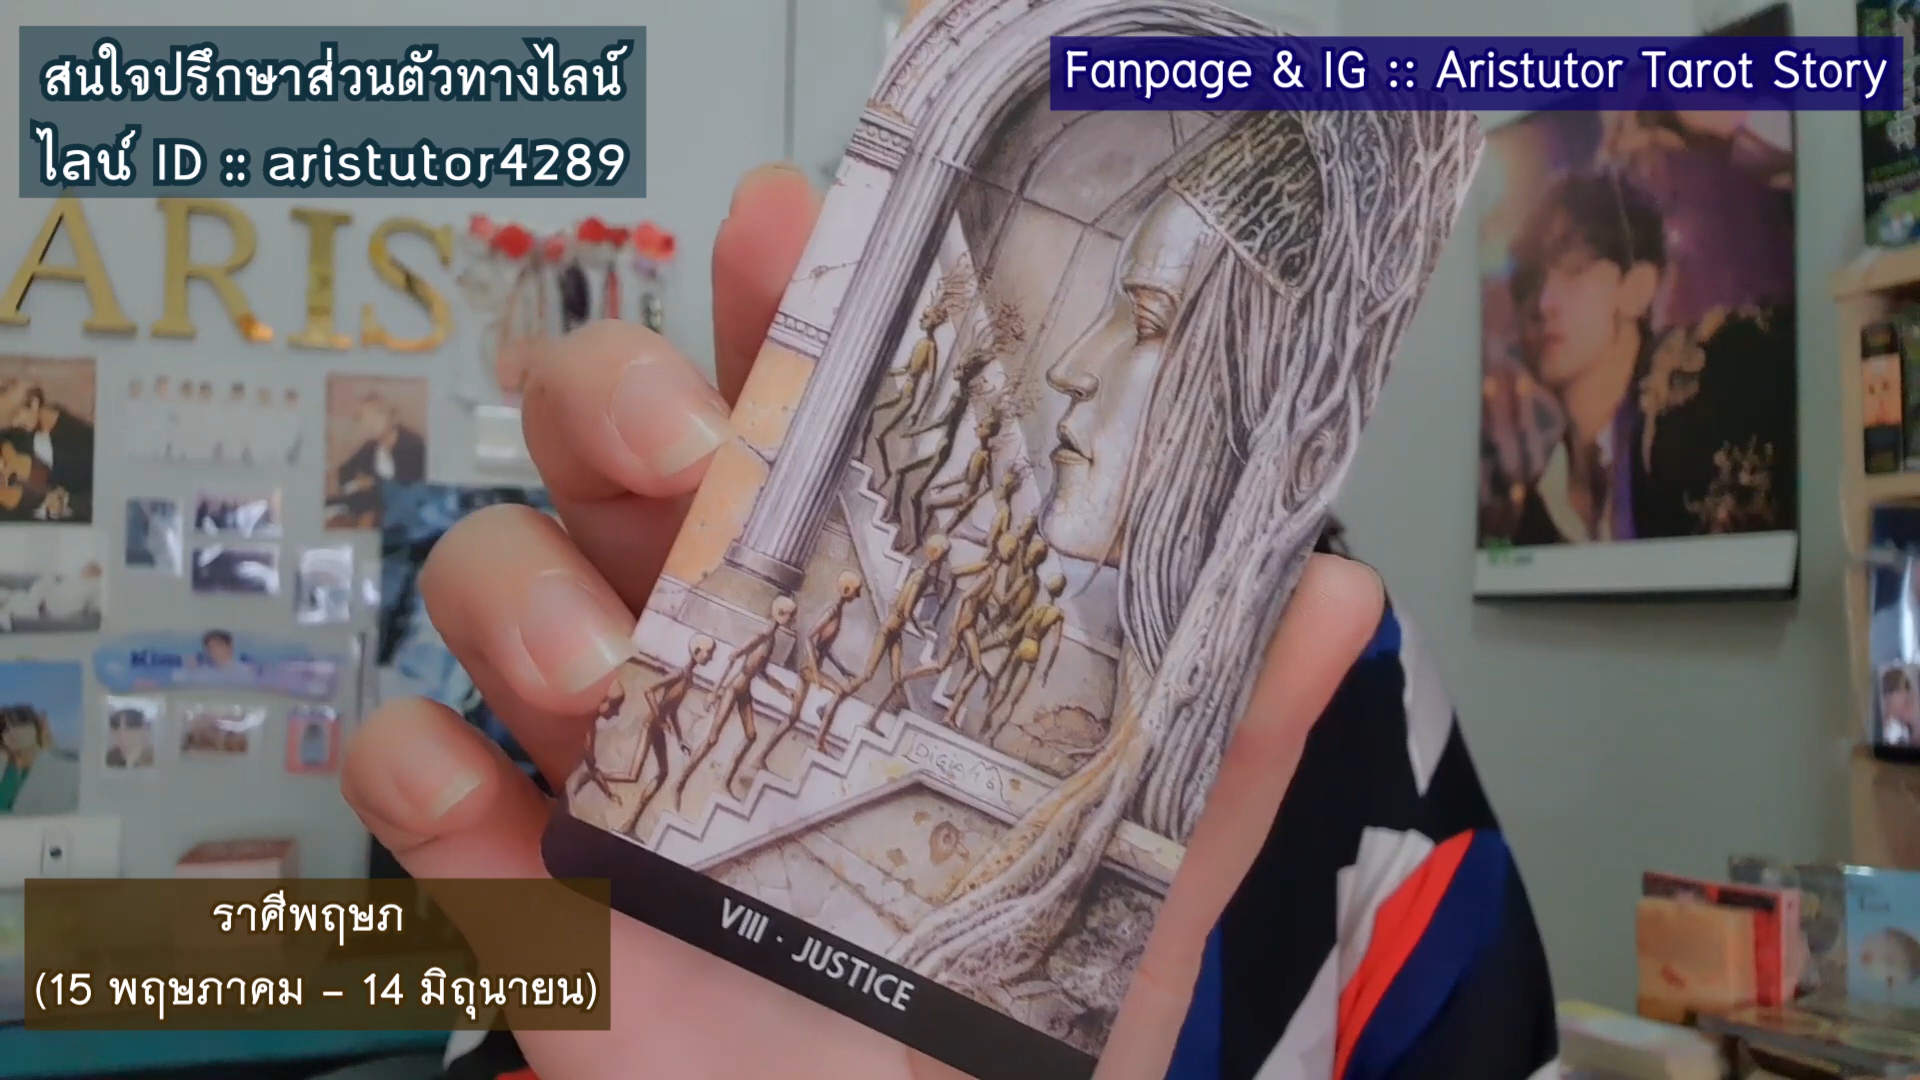 สนใจปรึกษาส่วนตัวทางไลน์
ไลน์ ID :: aristutor4289
Fanpage & IG :: Aristutor Tarot Story
ARIS
VIII · JUSTICE
ราศีพฤษภ
(15 พฤษภาคม – 14 มิถุนายน)